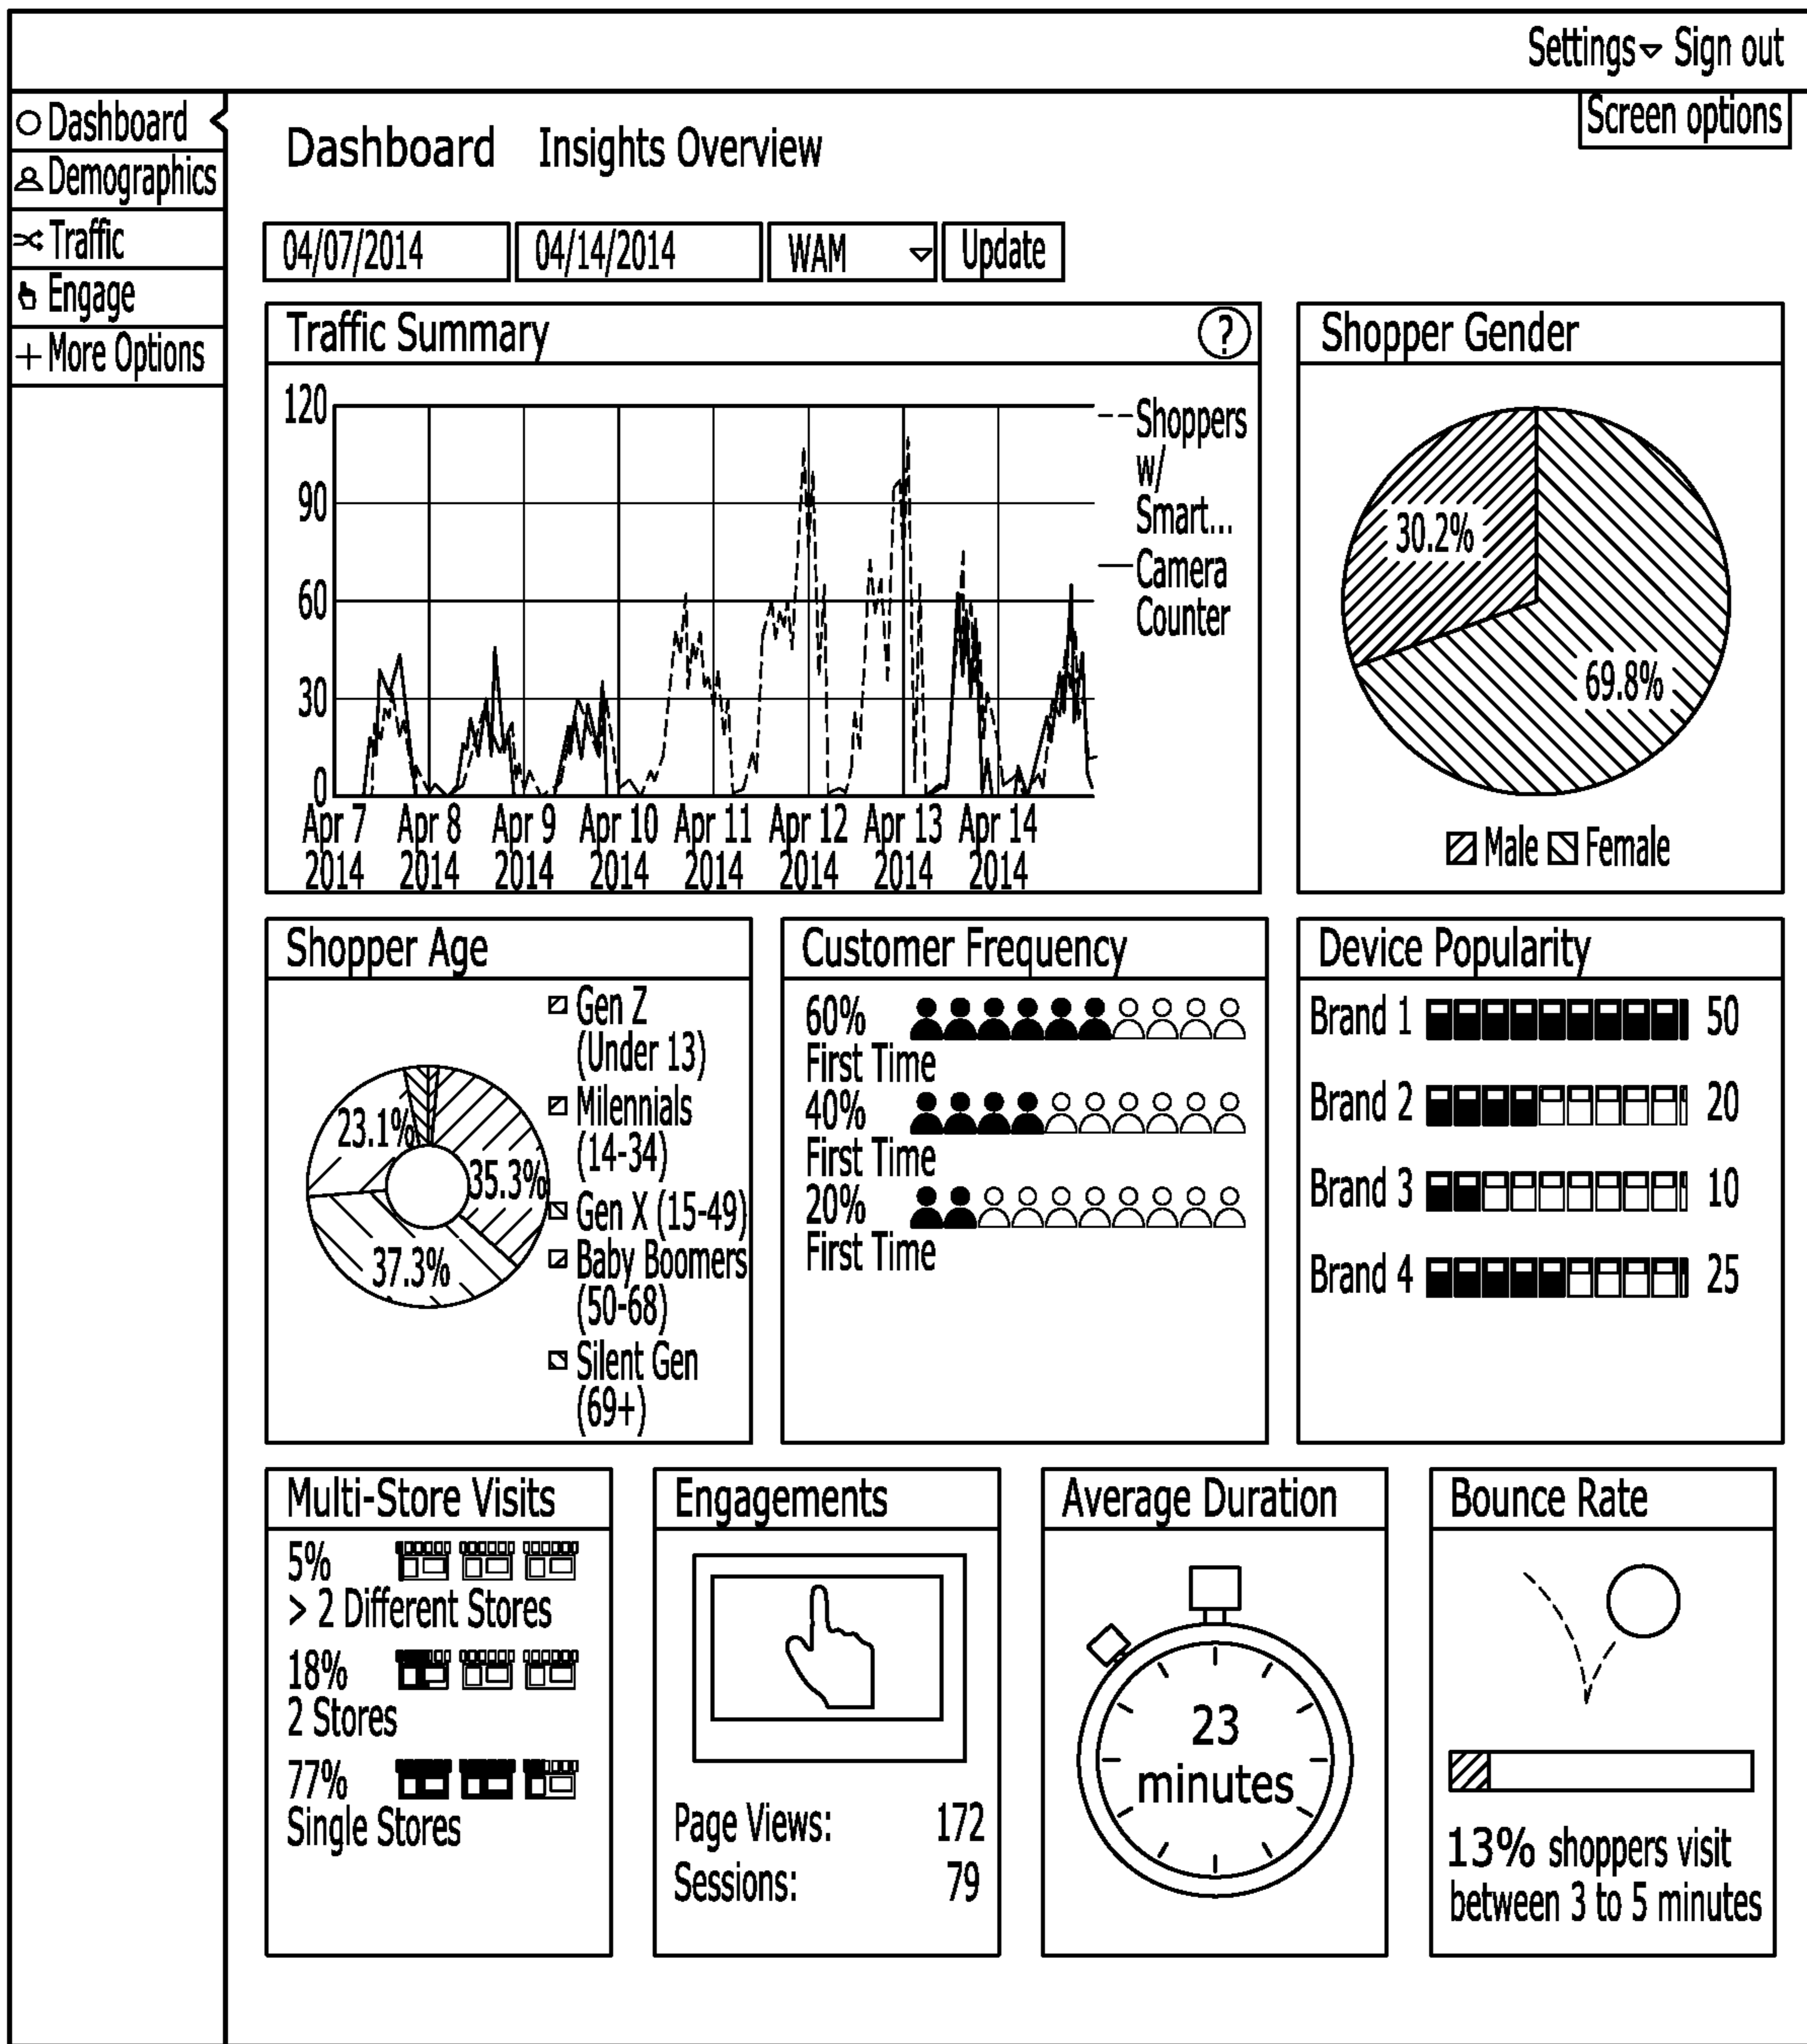 Settings Sign out
Screen options
Dashboard
Demographics
Traffic
Engage
+ More Options
Dashboard Insights Overview
04/07/2014 04/14/2014 WAM Update
Traffic Summary ?
120
90
60
30
0
Apr 7 Apr 8 Apr 9 Apr 10 Apr 11 Apr 12 Apr 13 Apr 14
2014 2014 2014 2014 2014 2014 2014 2014
Shoppers
w/
Smart...
Camera
Counter
Shopper Gender
30.2%
69.8%
Male Female
Shopper Age
23.1%
35.3%
37.3%
Gen Z
(Under 13)
Milennials
(14-34)
Gen X (15-49)
Baby Boomers
(50-68)
Silent Gen
(69+)
Customer Frequency
60%
First Time
40%
First Time
20%
First Time
Device Popularity
Brand 1 50
Brand 2 20
Brand 3 10
Brand 4 25
Multi-Store Visits
5%
> 2 Different Stores
18%
2 Stores
77%
Single Stores
Engagements
Page Views: 172
Sessions: 79
Average Duration
23
minutes
Bounce Rate
13% shoppers visit
between 3 to 5 minutes